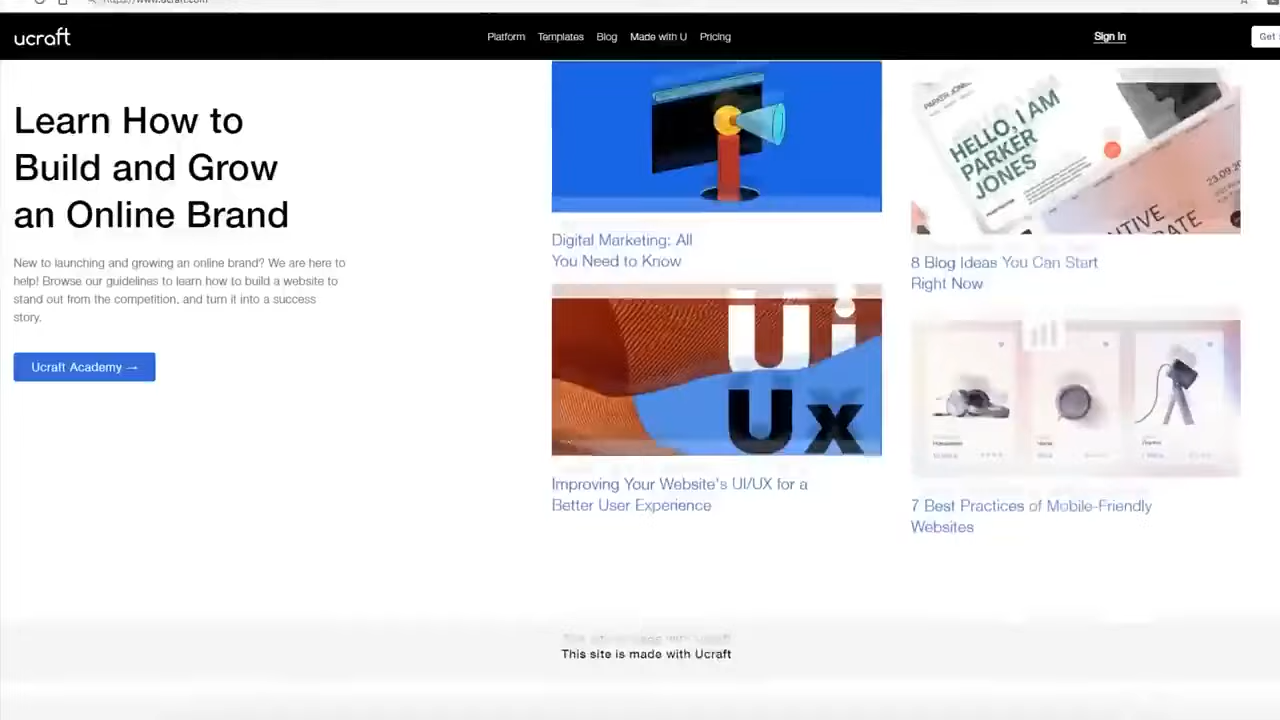 ucraft
Platform
Templates
Blog
Made with U
Pricing
Sign In
Get
Learn How to
Build and Grow
an Online Brand
New to launching and growing an online brand? We are here to
help! Browse our guidelines to learn how to build a website to
stand out from the competition, and turn it into a success
story.
Ucraft Academy →
Digital Marketing: All
You Need to Know
PARKER JONES
HELLO, I AM
PARKER
JONES
8 Blog Ideas You Can Start
Right Now
Ui
Ux
Improving Your Website's UI/UX for a
Better User Experience
7 Best Practices of Mobile-Friendly
Websites
This site is made with Ucraft